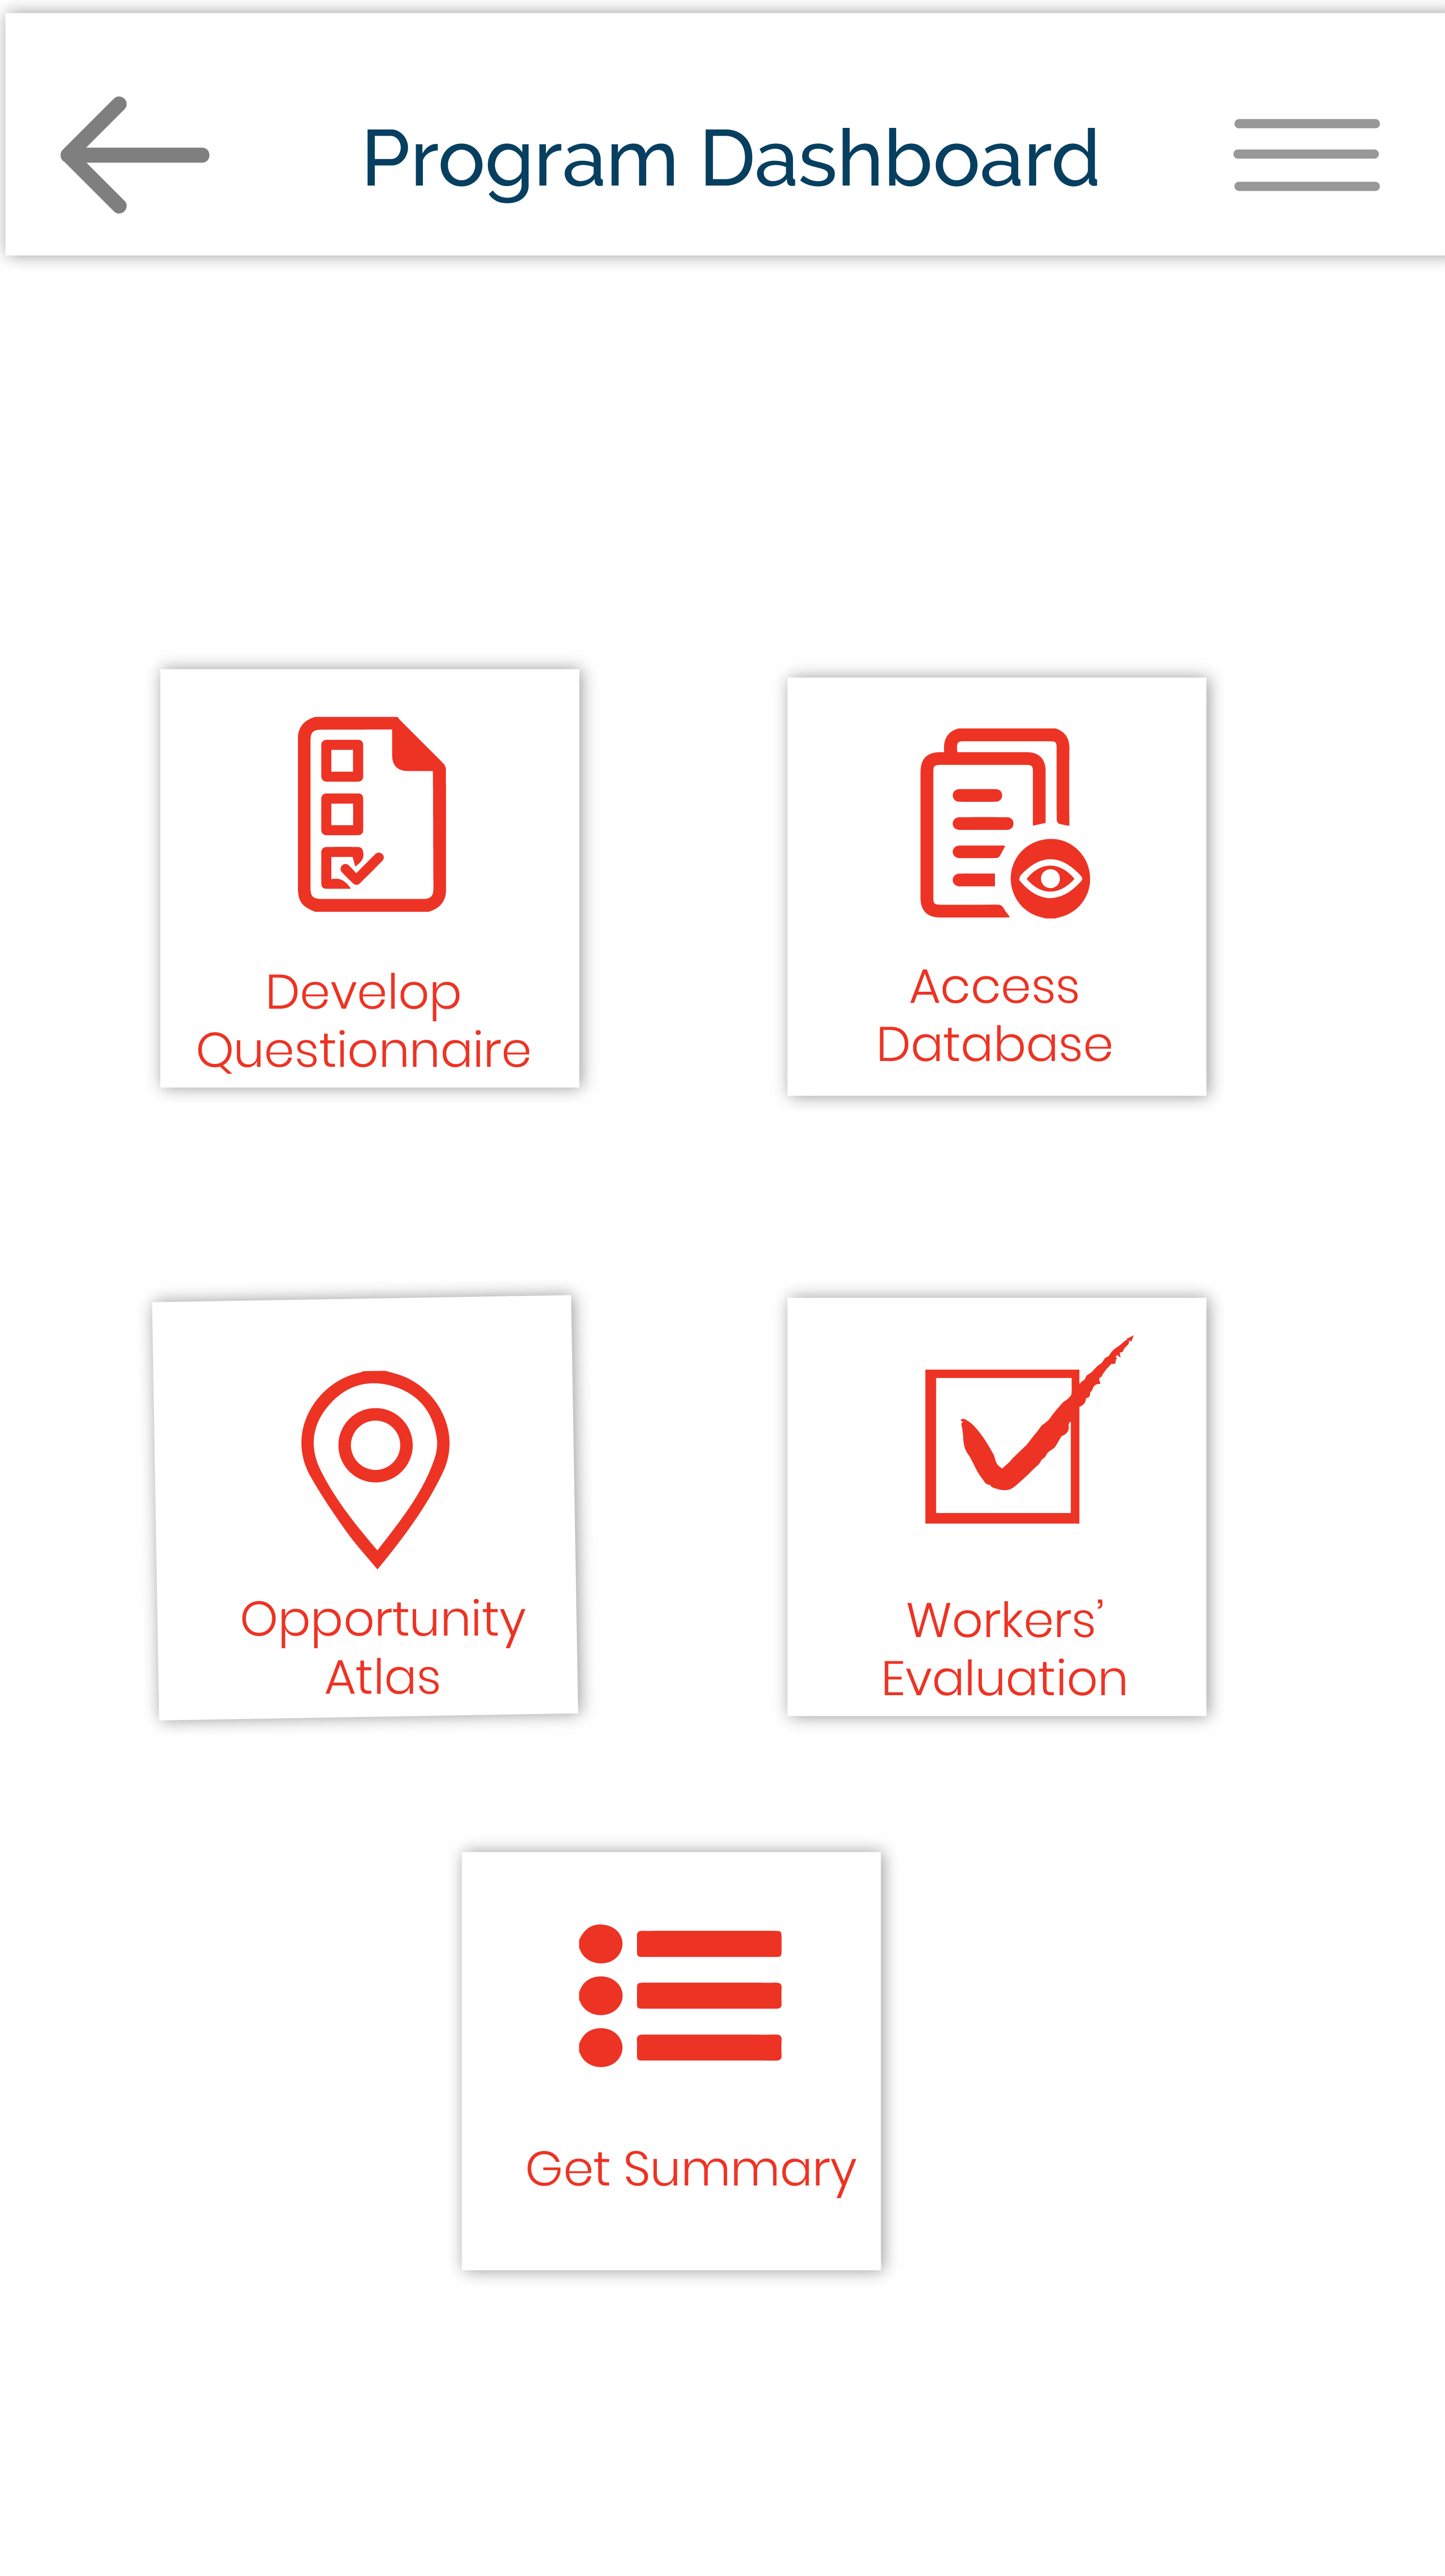 Program Dashboard
Develop
Questionnaire
Access
Database
Opportunity
Atlas
Workers’
Evaluation
Get Summary